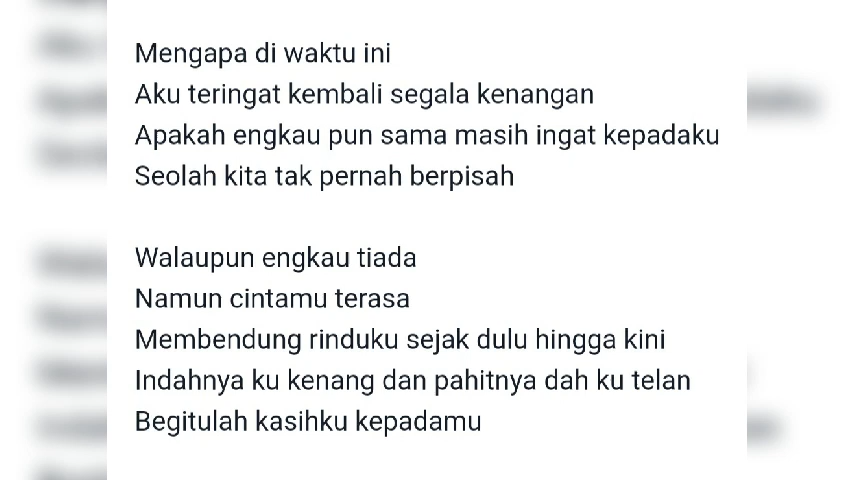 Mengapa di waktu ini
Aku teringat kembali segala kenangan
Apakah engkau pun sama masih ingat kepadaku
Seolah kita tak pernah berpisah
Walaupun engkau tiada
Namun cintamu terasa
Membendung rinduku sejak dulu hingga kini
Indahnya ku kenang dan pahitnya dah ku telan
Begitulah kasihku kepadamu